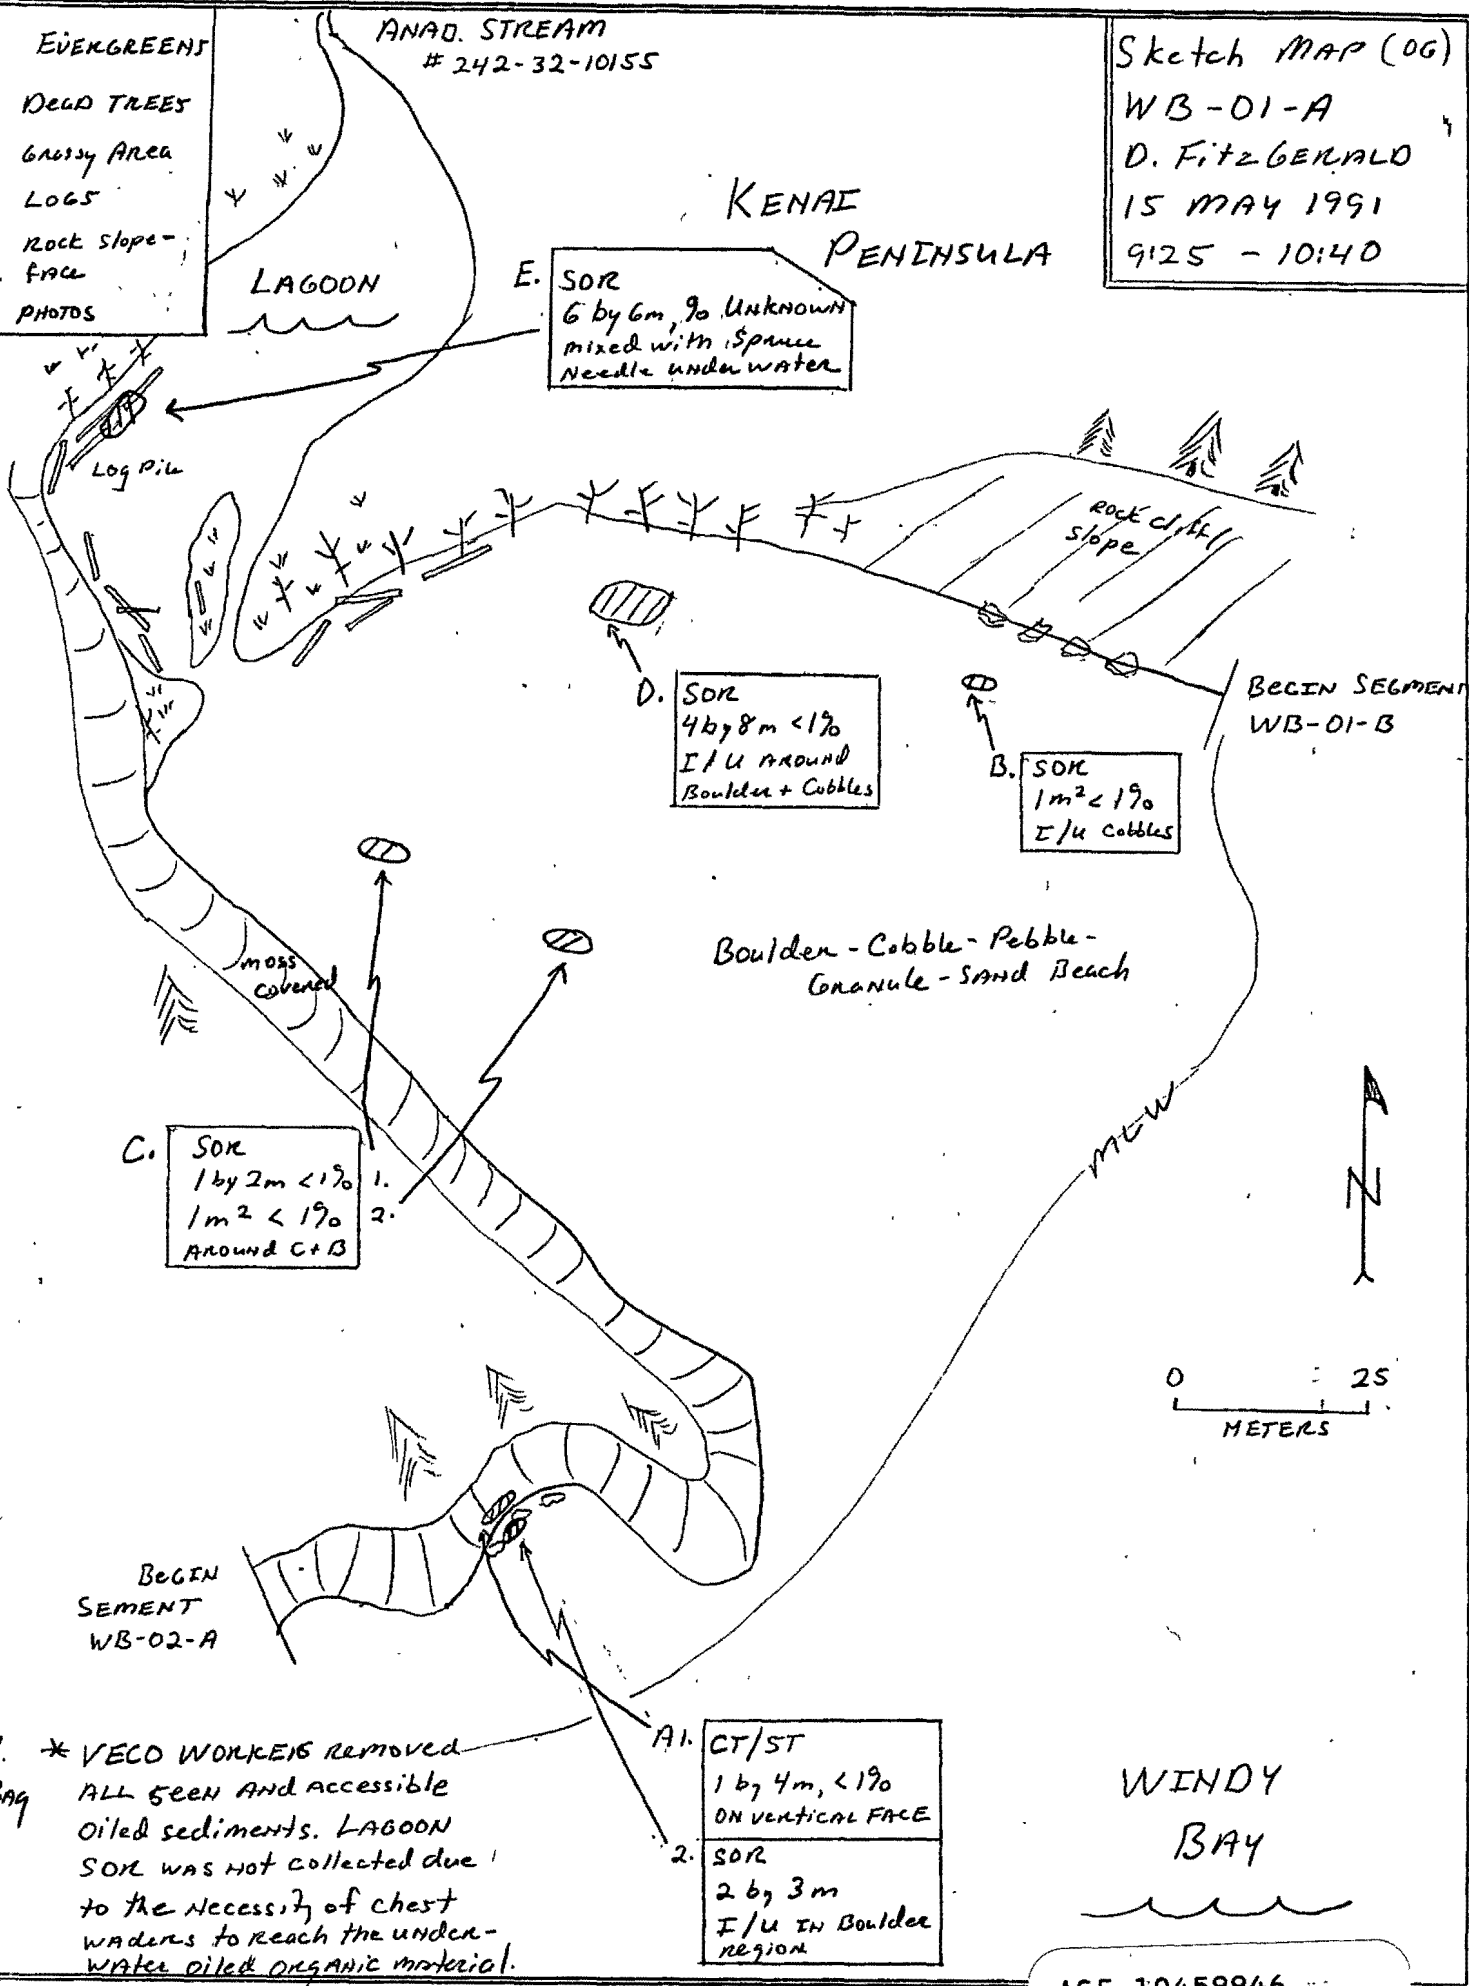 EVERGREENS
DEAD TREES
Grassy Area
LOGS
Rock slope-
face
PHOTOS
ANAD. STREAM
# 242-32-10155
Sketch MAP (OG)
WB-01-A
D. FitzGERALD
15 MAY 1991
9:25 - 10:40
KENAI
PENINSULA
LAGOON
E. SOR
6 by 6m, % UNKNOWN
mixed with Spruce
Needle under water
Log Pile
Rock cliff/
slope
BEGIN SEGMENT
WB-01-B
D. SOR
4 by 8m <1%
I/U AROUND
Boulder + Cobbles
B. SOR
1m² < 1%
I/U Cobbles
moss
covered
Boulder - Cobble - Pebble -
Granule - SAND Beach
MLW
N
C. SOR
1 by 2m <1% 1.
1m² < 1% 2.
AROUND C+B
0 25
METERS
BEGIN
SEMENT
WB-02-A
* VECO WORKERS removed
ALL SEEN And Accessible
oiled sediments. LAGOON
SOR WAS NOT collected due
to the Necessity of chest
waders to reach the under-
water oiled organic material.
A1. CT/ST
1 by 4m, <1%
ON VERTICAL FACE
2. SOR
2 by 3m
I/U IN Boulder
region
WINDY
BAY